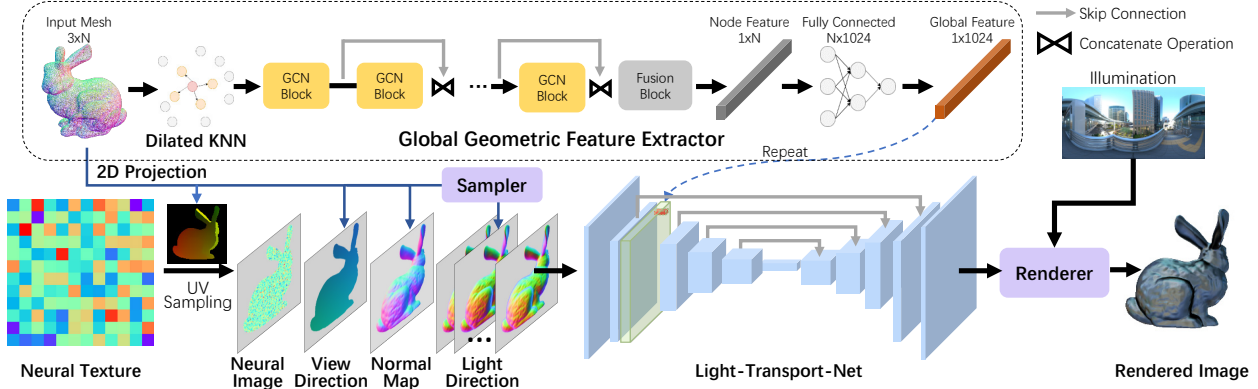 Input Mesh
3xN
Dilated KNN
GCN
Block
GCN
Block
...
GCN
Block
Fusion
Block
Node Feature
1xN
Fully Connected
Nx1024
Global Feature
1x1024
Global Geometric Feature Extractor
Skip Connection
Concatenate Operation
Illumination
2D Projection
Sampler
Repeat
UV
Sampling
...
Renderer
Neural Texture
Neural
Image
View
Direction
Normal
Map
Light
Direction
Light-Transport-Net
Rendered Image